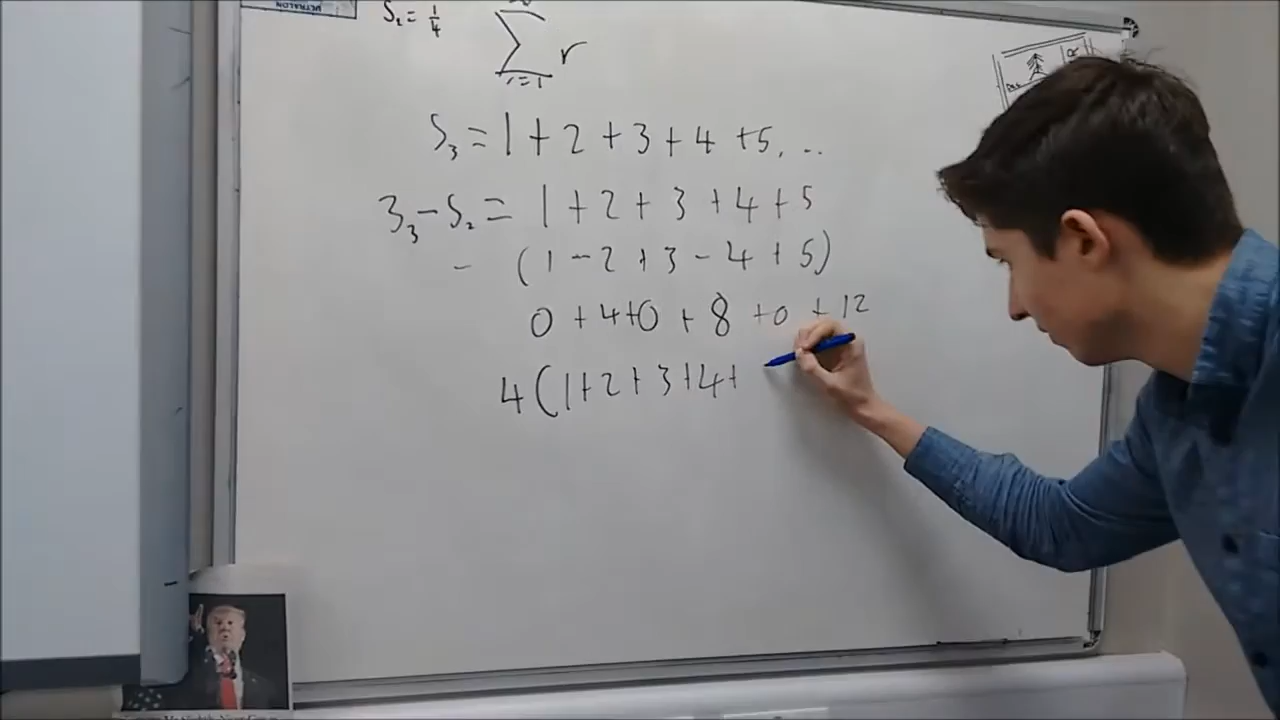 S₂ = 1/4
∑ r
r=1
S₃ = 1 + 2 + 3 + 4 + 5, ...
3₃ - S₂ = 1 + 2 + 3 + 4 + 5
- (1 - 2 + 3 - 4 + 5)
0 + 4 + 0 + 8 + 0 + 12
4 (1 + 2 + 3 + 4 +